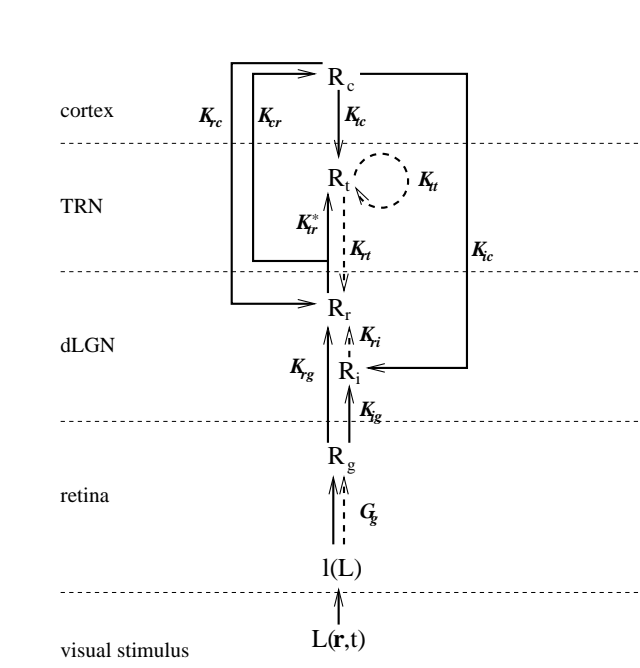 R_c
cortex
K_rc
K_cr
K_tc
TRN
R_t
K_tt
K_tr*
K_rt
K_ic
R_r
dLGN
K_ri
K_rg
R_i
K_ig
R_g
retina
G_g
l(L)
L(r,t)
visual stimulus